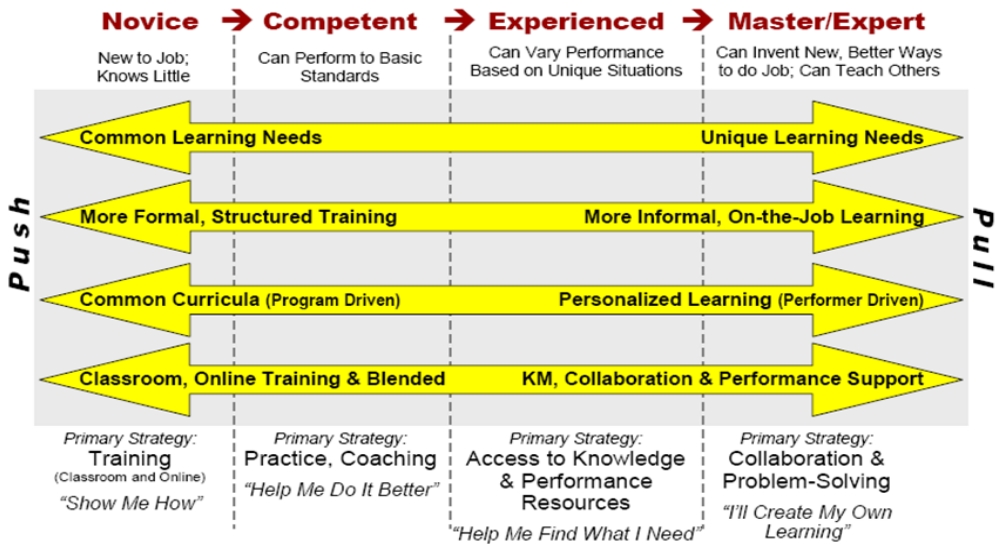 Novice → Competent → Experienced → Master/Expert
New to Job;
Knows Little
Can Perform to Basic
Standards
Can Vary Performance
Based on Unique Situations
Can Invent New, Better Ways
to do Job; Can Teach Others
Push
Pull
Common Learning Needs
Unique Learning Needs
More Formal, Structured Training
More Informal, On-the-Job Learning
Common Curricula (Program Driven)
Personalized Learning (Performer Driven)
Classroom, Online Training & Blended
KM, Collaboration & Performance Support
Primary Strategy:
Training
(Classroom and Online)
“Show Me How”
Primary Strategy:
Practice, Coaching
“Help Me Do It Better”
Primary Strategy:
Access to Knowledge
& Performance
Resources
“Help Me Find What I Need”
Primary Strategy:
Collaboration &
Problem-Solving
“I’ll Create My Own
Learning”